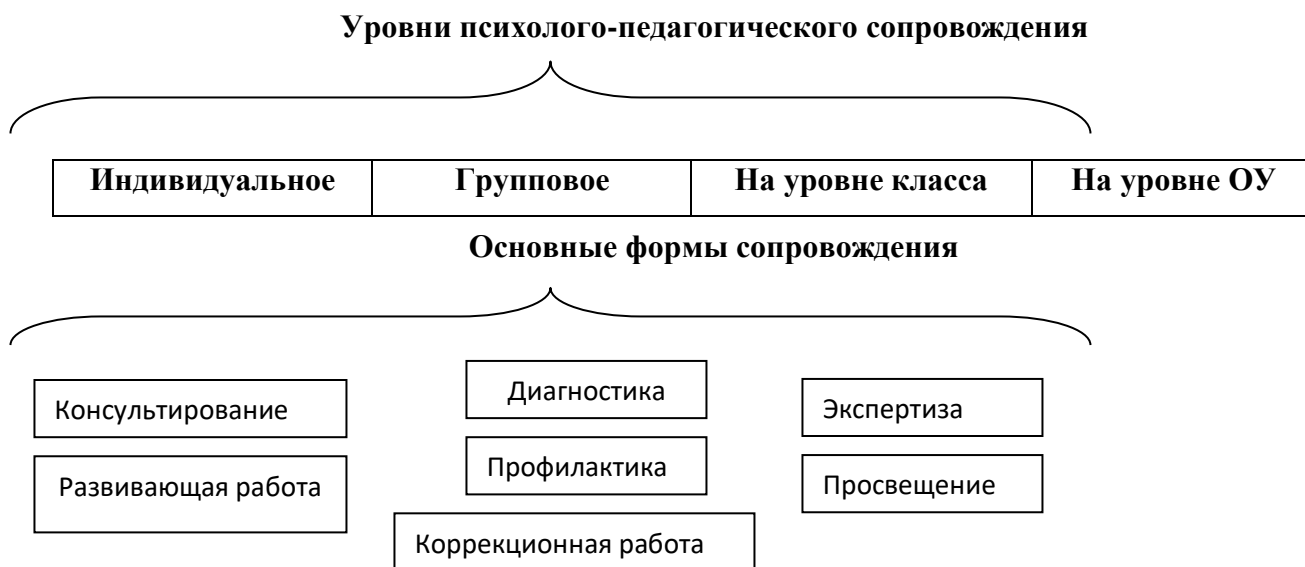 Уровни психолого-педагогического сопровождения
Индивидуальное Групповое На уровне класса На уровне ОУ
Основные формы сопровождения
Консультирование Диагностика Экспертиза
Развивающая работа Профилактика Просвещение
Коррекционная работа